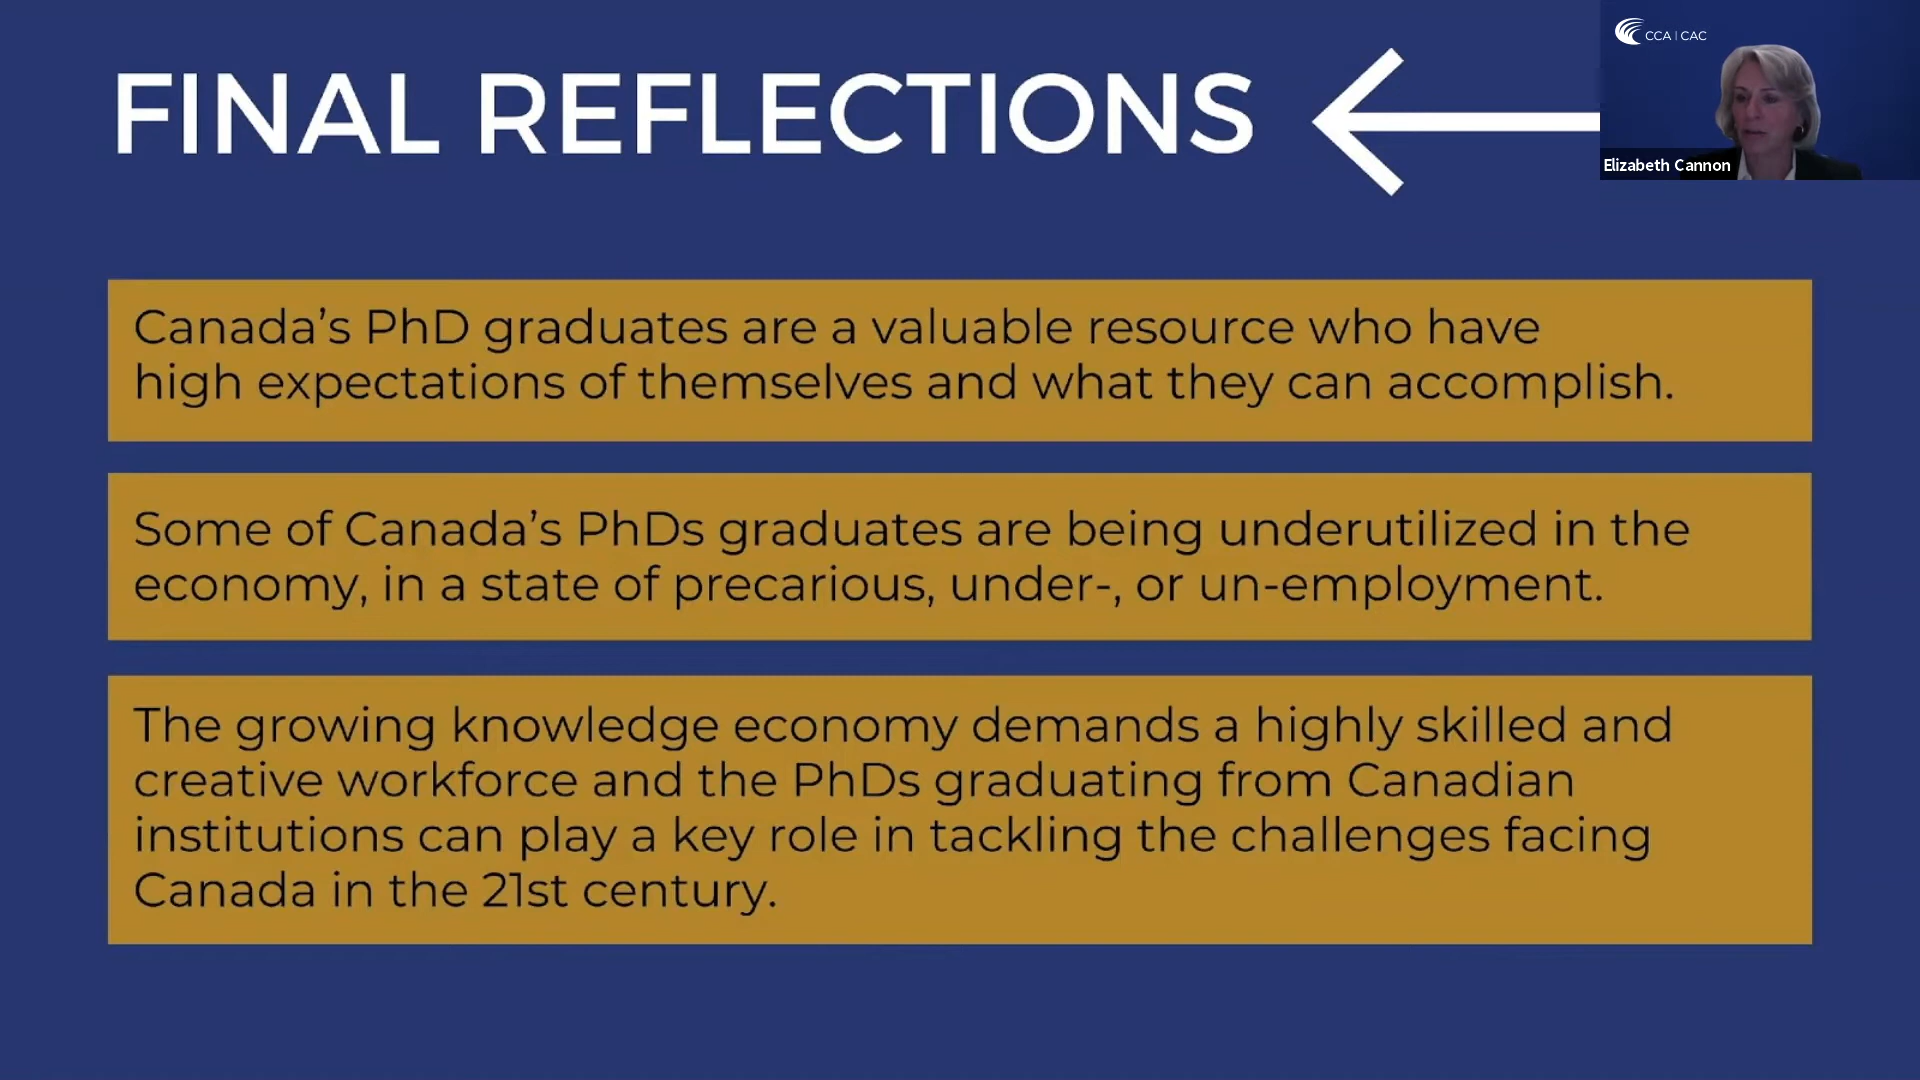 FINAL REFLECTIONS
CCA | CAC
Elizabeth Cannon
Canada’s PhD graduates are a valuable resource who have
high expectations of themselves and what they can accomplish.
Some of Canada’s PhDs graduates are being underutilized in the
economy, in a state of precarious, under-, or un-employment.
The growing knowledge economy demands a highly skilled and
creative workforce and the PhDs graduating from Canadian
institutions can play a key role in tackling the challenges facing
Canada in the 21st century.